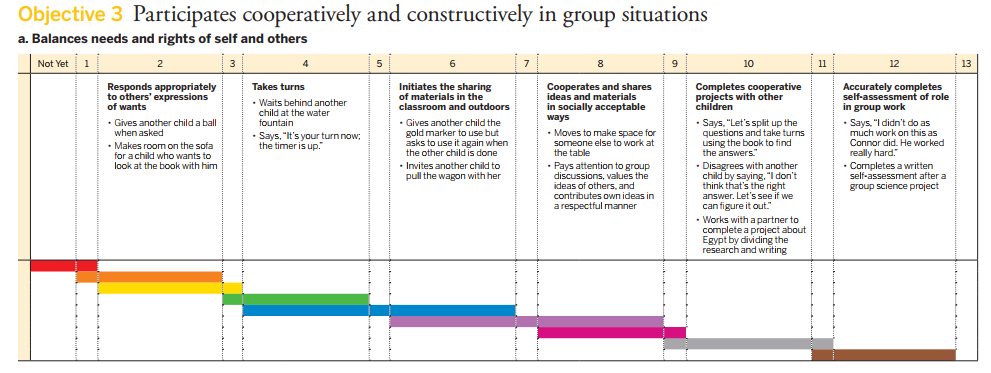 Objective 3 Participates cooperatively and constructively in group situations
a. Balances needs and rights of self and others
Not Yet 1 2 3 4 5 6 7 8 9 10 11 12 13
Responds appropriately
to others' expressions
of wants
• Gives another child a ball
when asked
• Makes room on the sofa
for a child who wants to
look at the book with him
Takes turns
• Waits behind another
child at the water
fountain
• Says, "It's your turn now;
the timer is up."
Initiates the sharing
of materials in the
classroom and outdoors
• Gives another child the
gold marker to use but
asks to use it again when
the other child is done
• Invites another child to
pull the wagon with her
Cooperates and shares
ideas and materials
in socially acceptable
ways
• Moves to make space for
someone else to work at
the table
• Pays attention to group
discussions, values the
ideas of others, and
contributes own ideas in
a respectful manner
Completes cooperative
projects with other
children
• Says, "Let's split up the
questions and take turns
using the book to find
the answers."
• Disagrees with another
child by saying, "I don't
think that's the right
answer. Let's see if we
can figure it out."
• Works with a partner to
complete a project about
Egypt by dividing the
research and writing
Accurately completes
self-assessment of role
in group work
• Says, "I didn't do as
much work on this as
Connor did. He worked
really hard."
• Completes a written
self-assessment after a
group science project